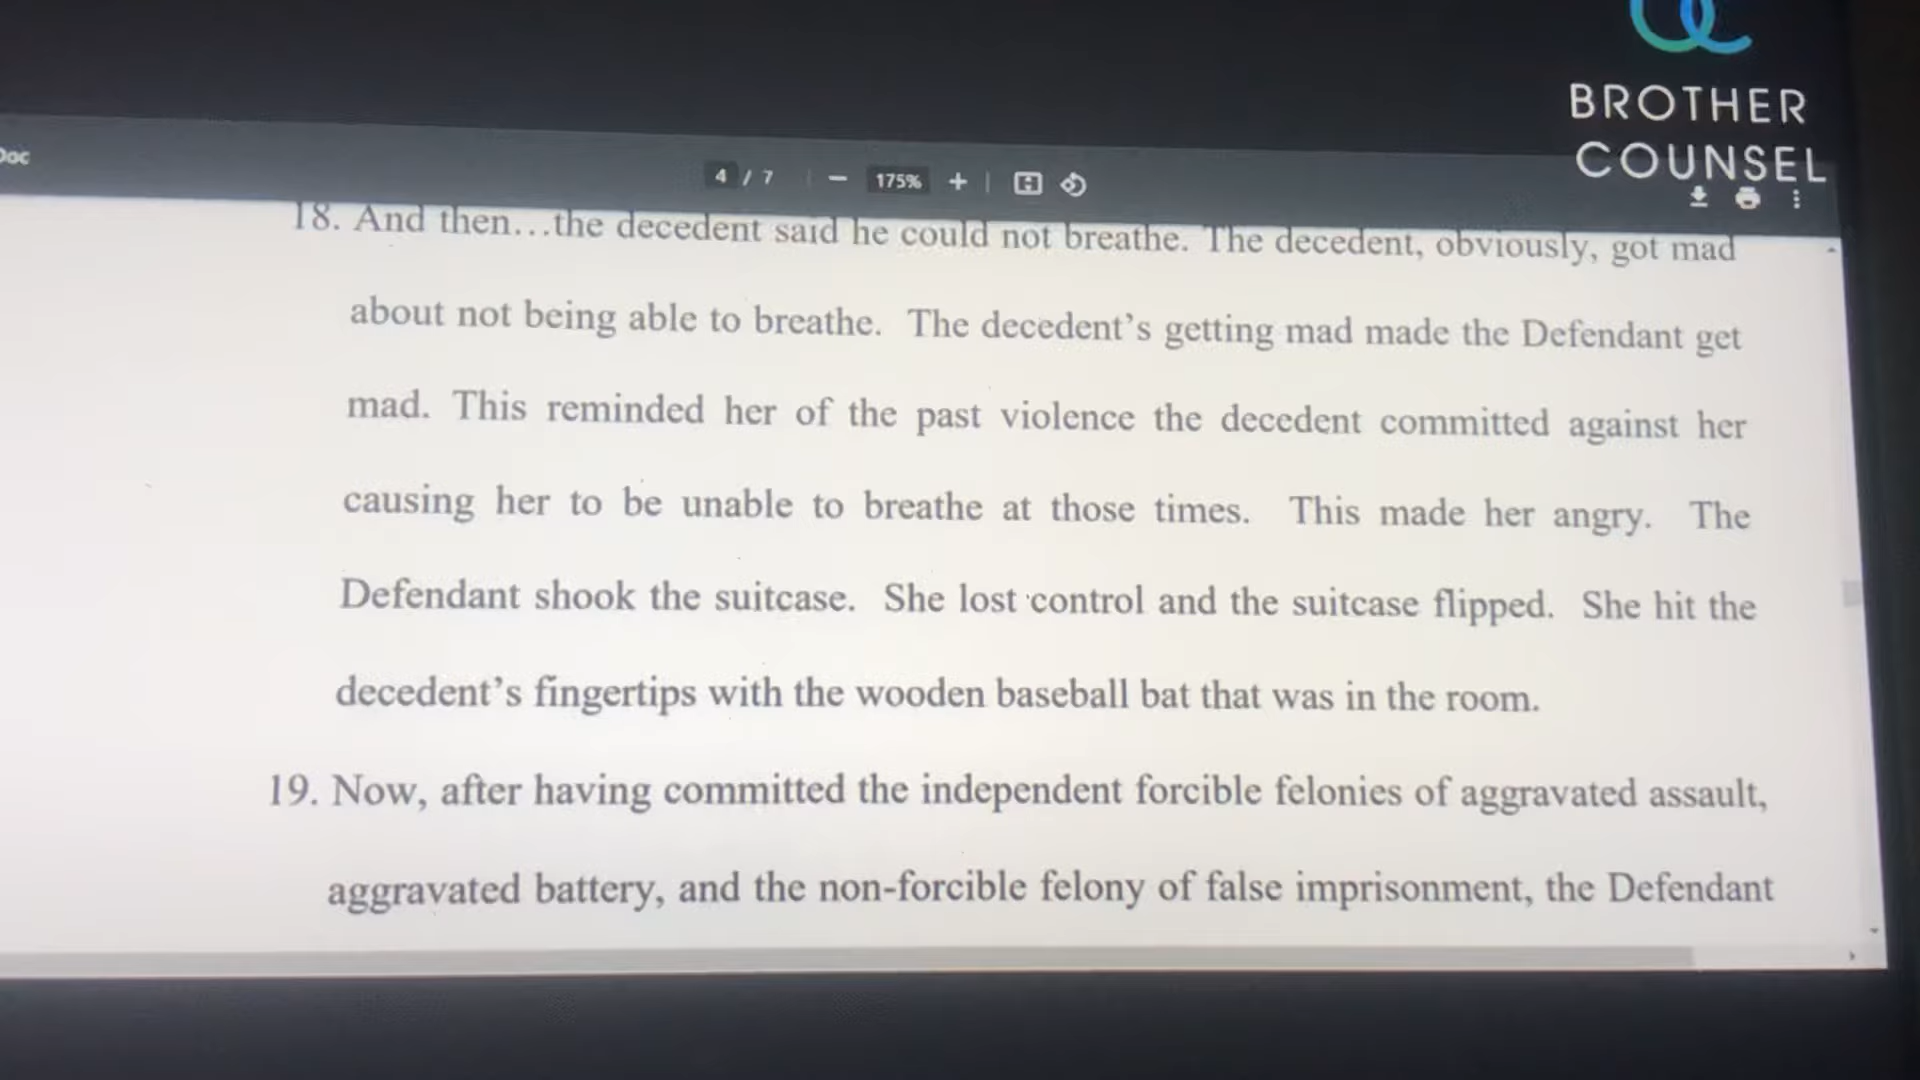 BROTHER
COUNSEL
Doc
4 / 7
175%
18. And then…the decedent said he could not breathe. The decedent, obviously, got mad
about not being able to breathe. The decedent’s getting mad made the Defendant get
mad. This reminded her of the past violence the decedent committed against her
causing her to be unable to breathe at those times. This made her angry. The
Defendant shook the suitcase. She lost control and the suitcase flipped. She hit the
decedent’s fingertips with the wooden baseball bat that was in the room.
19. Now, after having committed the independent forcible felonies of aggravated assault,
aggravated battery, and the non-forcible felony of false imprisonment, the Defendant